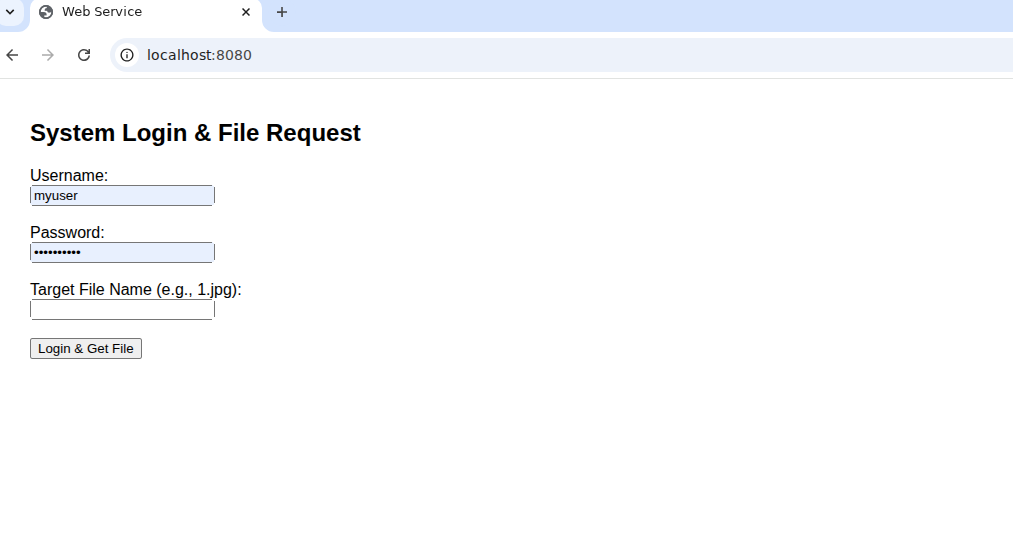 Web Service
localhost:8080
System Login & File Request
Username:
myuser
Password:
••••••••••
Target File Name (e.g., 1.jpg):
Login & Get File